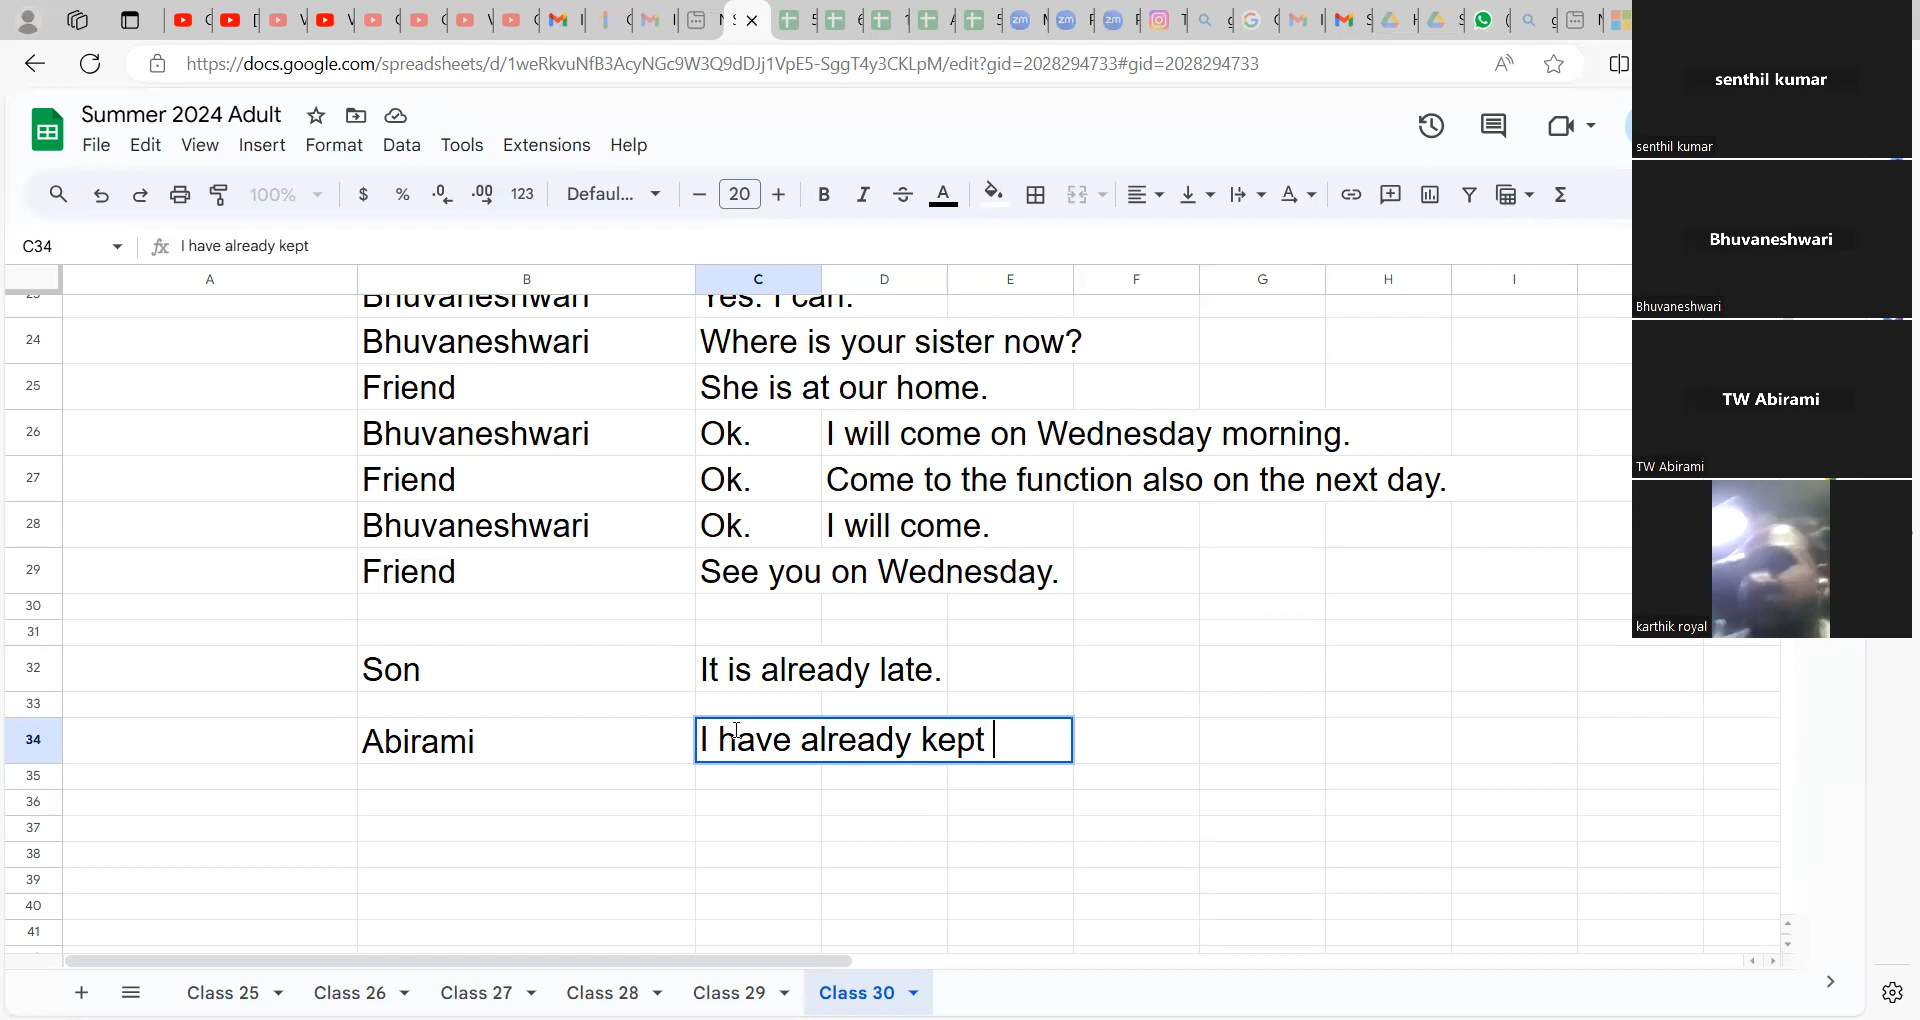 https://docs.google.com/spreadsheets/d/1weRkvuNfB3AcyNGc9W3Q9dDJj1VpE5-SggT4y3CKLpM/edit?gid=2028294733#gid=2028294733
Summer 2024 Adult
File Edit View Insert Format Data Tools Extensions Help
100% $ % .0 .00 123 Defaul... 20 B I A
C34 fx I have already kept
A B C D E F G H I
24 Bhuvaneshwari Where is your sister now?
25 Friend She is at our home.
26 Bhuvaneshwari Ok. I will come on Wednesday morning.
27 Friend Ok. Come to the function also on the next day.
28 Bhuvaneshwari Ok. I will come.
29 Friend See you on Wednesday.
30
31
32 Son It is already late.
33
34 Abirami I have already kept
35
36
37
38
39
40
41
Class 25 Class 26 Class 27 Class 28 Class 29 Class 30
senthil kumar
senthil kumar
Bhuvaneshwari
Bhuvaneshwari
TW Abirami
TW Abirami
karthik royal